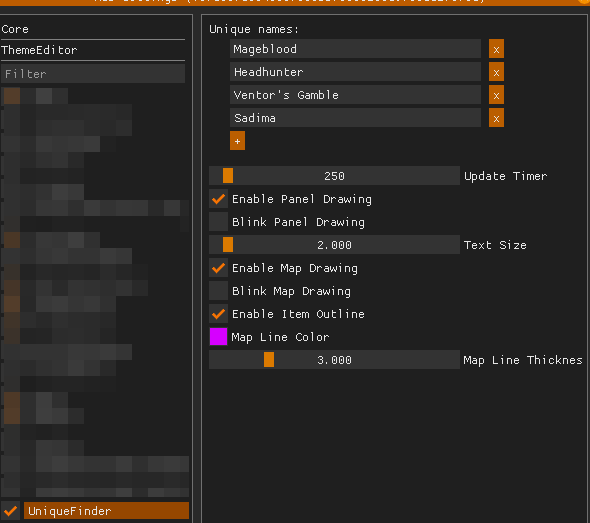 Core
ThemeEditor
Filter
UniqueFinder
Unique names:
Mageblood x
Headhunter x
Ventor's Gamble x
Sadima x
+
250 Update Timer
Enable Panel Drawing
Blink Panel Drawing
2.000 Text Size
Enable Map Drawing
Blink Map Drawing
Enable Item Outline
Map Line Color
3.000 Map Line Thicknes